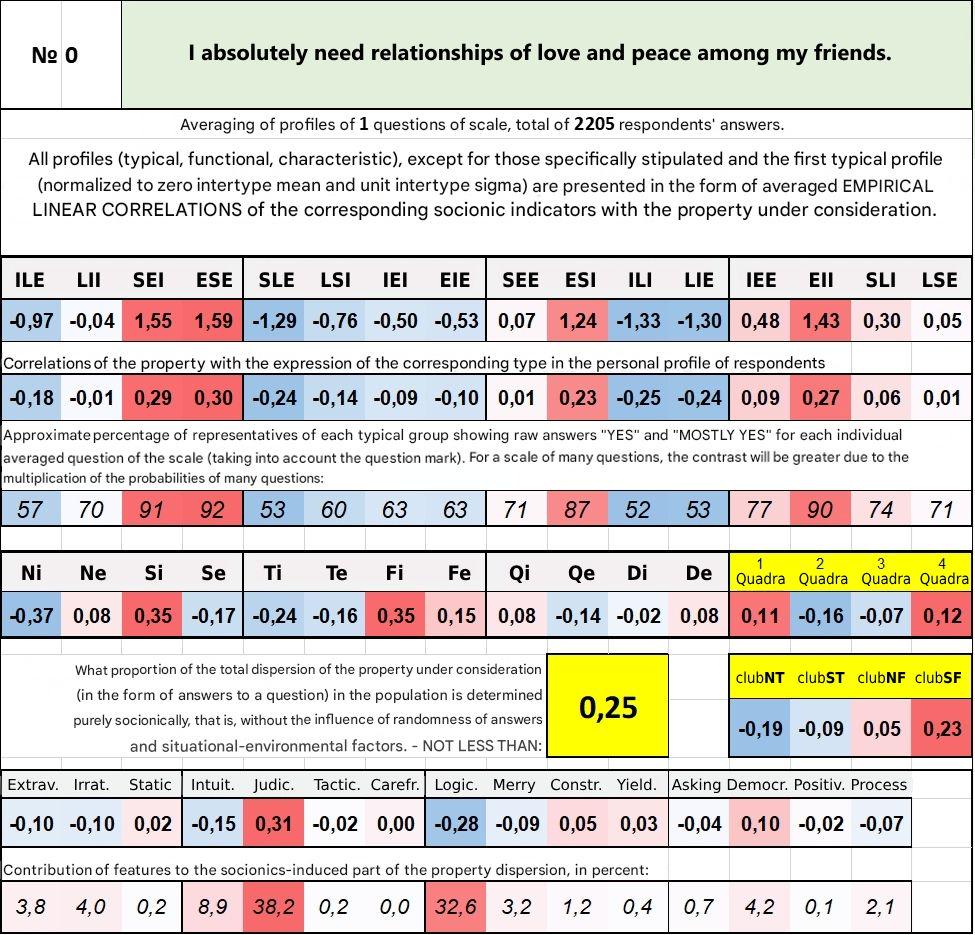 № 0
I absolutely need relationships of love and peace among my friends.
Averaging of profiles of 1 questions of scale, total of 2205 respondents' answers.
All profiles (typical, functional, characteristic), except for those specifically stipulated and the first typical profile
(normalized to zero intertype mean and unit intertype sigma) are presented in the form of averaged EMPIRICAL
LINEAR CORRELATIONS of the corresponding socionic indicators with the property under consideration.
ILE LII SEI ESE SLE LSI IEI EIE SEE ESI ILI LIE IEE EII SLI LSE
-0,97 -0,04 1,55 1,59 -1,29 -0,76 -0,50 -0,53 0,07 1,24 -1,33 -1,30 0,48 1,43 0,30 0,05
Correlations of the property with the expression of the corresponding type in the personal profile of respondents
-0,18 -0,01 0,29 0,30 -0,24 -0,14 -0,09 -0,10 0,01 0,23 -0,25 -0,24 0,09 0,27 0,06 0,01
Approximate percentage of representatives of each typical group showing raw answers "YES" and "MOSTLY YES" for each individual
averaged question of the scale (taking into account the question mark). For a scale of many questions, the contrast will be greater due to the
multiplication of the probabilities of many questions:
57 70 91 92 53 60 63 63 71 87 52 53 77 90 74 71
Ni Ne Si Se Ti Te Fi Fe Qi Qe Di De 1 Quadra 2 Quadra 3 Quadra 4 Quadra
-0,37 0,08 0,35 -0,17 -0,24 -0,16 0,35 0,15 0,08 -0,14 -0,02 0,08 0,11 -0,16 -0,07 0,12
What proportion of the total dispersion of the property under consideration
(in the form of answers to a question) in the population is determined
purely socionically, that is, without the influence of randomness of answers
and situational-environmental factors. - NOT LESS THAN:
0,25
clubNT clubST clubNF clubSF
-0,19 -0,09 0,05 0,23
Extrav. Irrat. Static Intuit. Judic. Tactic. Carefr. Logic. Merry Constr. Yield. Asking Democr. Positiv. Process
-0,10 -0,10 0,02 -0,15 0,31 -0,02 0,00 -0,28 -0,09 0,05 0,03 -0,04 0,10 -0,02 -0,07
Contribution of features to the socionics-induced part of the property dispersion, in percent:
3,8 4,0 0,2 8,9 38,2 0,2 0,0 32,6 3,2 1,2 0,4 0,7 4,2 0,1 2,1